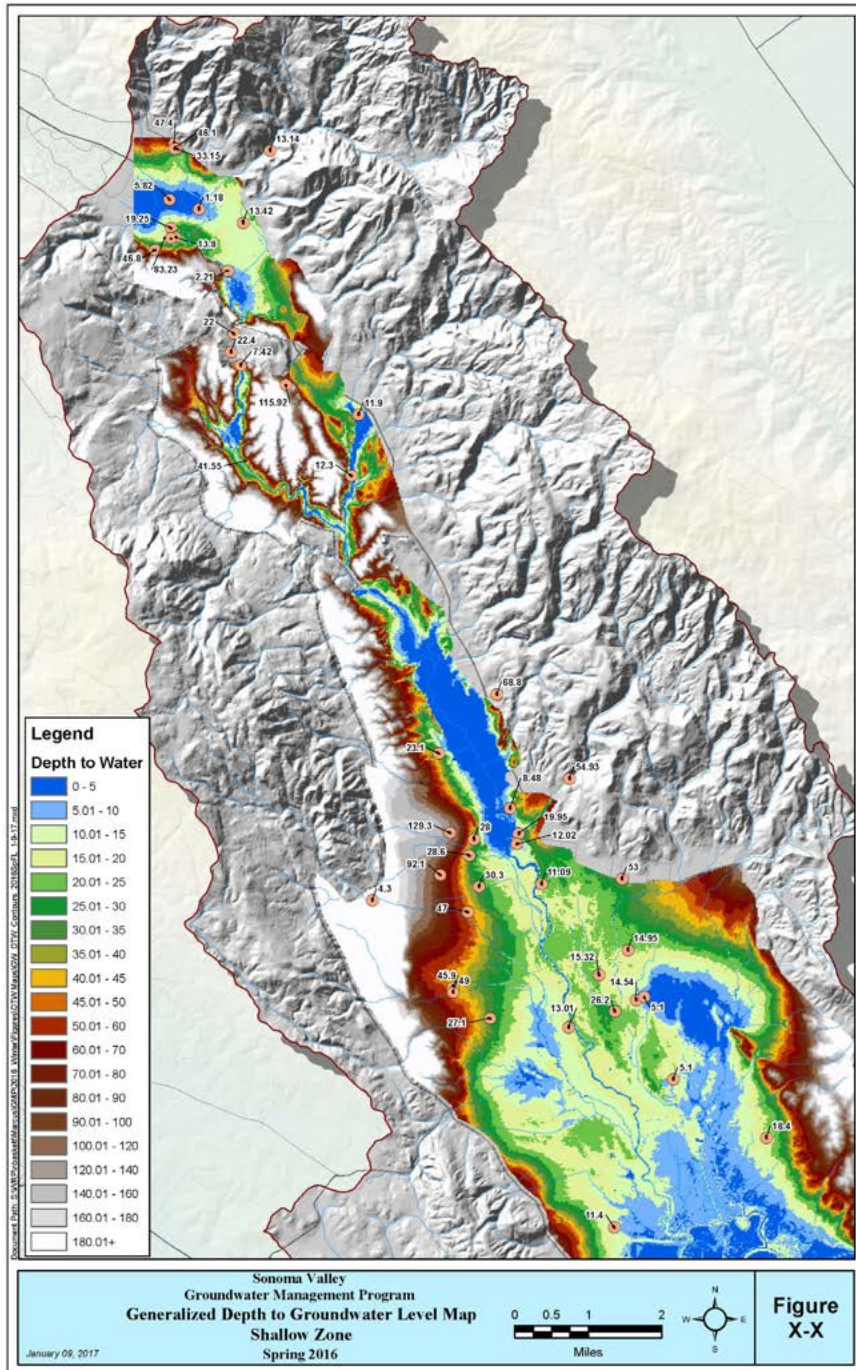 47.4
46.1
13.14
33.15
5.82
1.18
13.42
19.25
13.8
46.8
83.23
2.21
22
22.4
7.42
115.92
11.9
41.55
12.3
68.8
23.1
54.93
8.48
19.95
129.3
28
12.02
28.6
92.1
53
30.3
11.09
4.3
47
14.95
15.32
45.9
49
14.54
5.1
26.2
27.1
13.01
5.1
18.4
11.4
Legend
Depth to Water
0 - 5
5.01 - 10
10.01 - 15
15.01 - 20
20.01 - 25
25.01 - 30
30.01 - 35
35.01 - 40
40.01 - 45
45.01 - 50
50.01 - 60
60.01 - 70
70.01 - 80
80.01 - 90
90.01 - 100
100.01 - 120
120.01 - 140
140.01 - 160
160.01 - 180
180.01+
Sonoma Valley
Groundwater Management Program
Generalized Depth to Groundwater Level Map
Shallow Zone
Spring 2016
January 09, 2017
0 0.5 1 2
Miles
N
W E
S
Figure
X-X